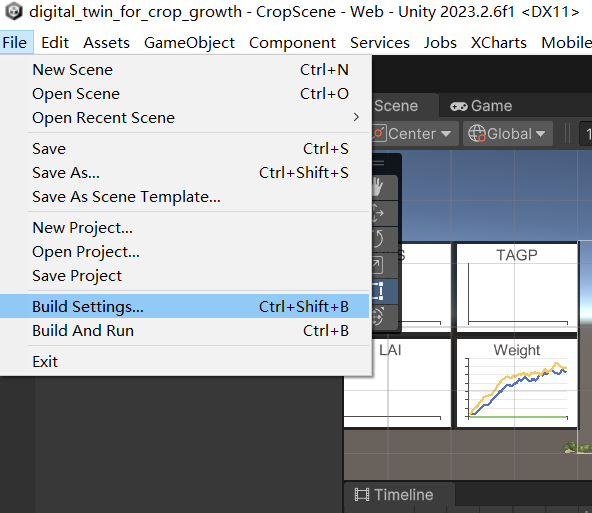 digital_twin_for_crop_growth - CropScene - Web - Unity 2023.2.6f1 <DX11>
File Edit Assets GameObject Component Services Jobs XCharts Mobile
New Scene Ctrl+N
Open Scene Ctrl+O
Open Recent Scene
Save Ctrl+S
Save As... Ctrl+Shift+S
Save As Scene Template...
New Project...
Open Project...
Save Project
Build Settings... Ctrl+Shift+B
Build And Run Ctrl+B
Exit
Scene Game
Center Global 1
S TAGP
LAI Weight
Timeline